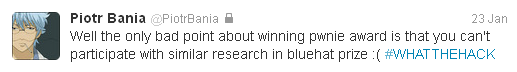 Piotr Bania @PiotrBania 23 Jan
Well the only bad point about winning pwnie award is that you can't
participate with similar research in bluehat prize :( #WHATTHEHACK